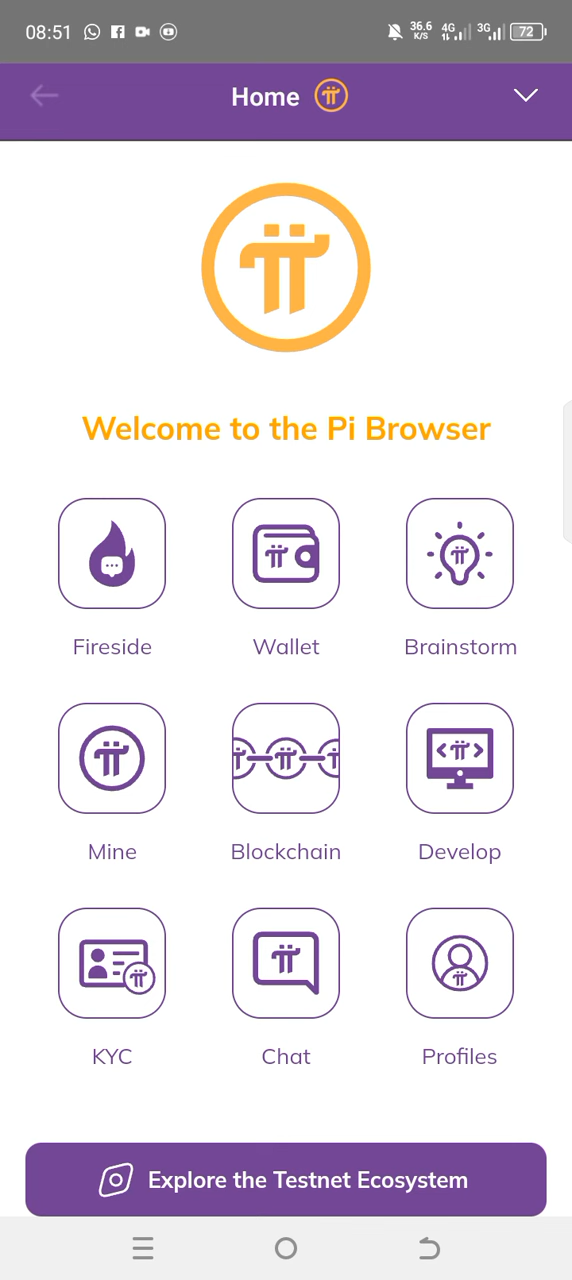 08:51 36.6 K/S 4G 3G 72
Home
Welcome to the Pi Browser
Fireside Wallet Brainstorm
Mine Blockchain Develop
KYC Chat Profiles
Explore the Testnet Ecosystem